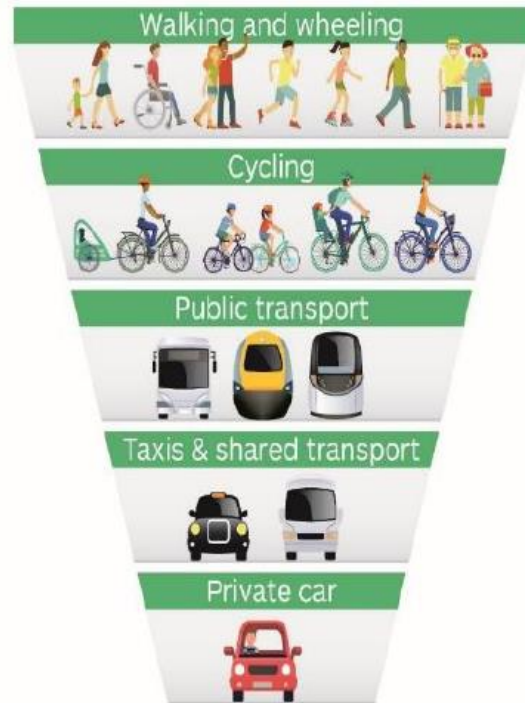 Walking and wheeling
Cycling
Public transport
Taxis & shared transport
Private car